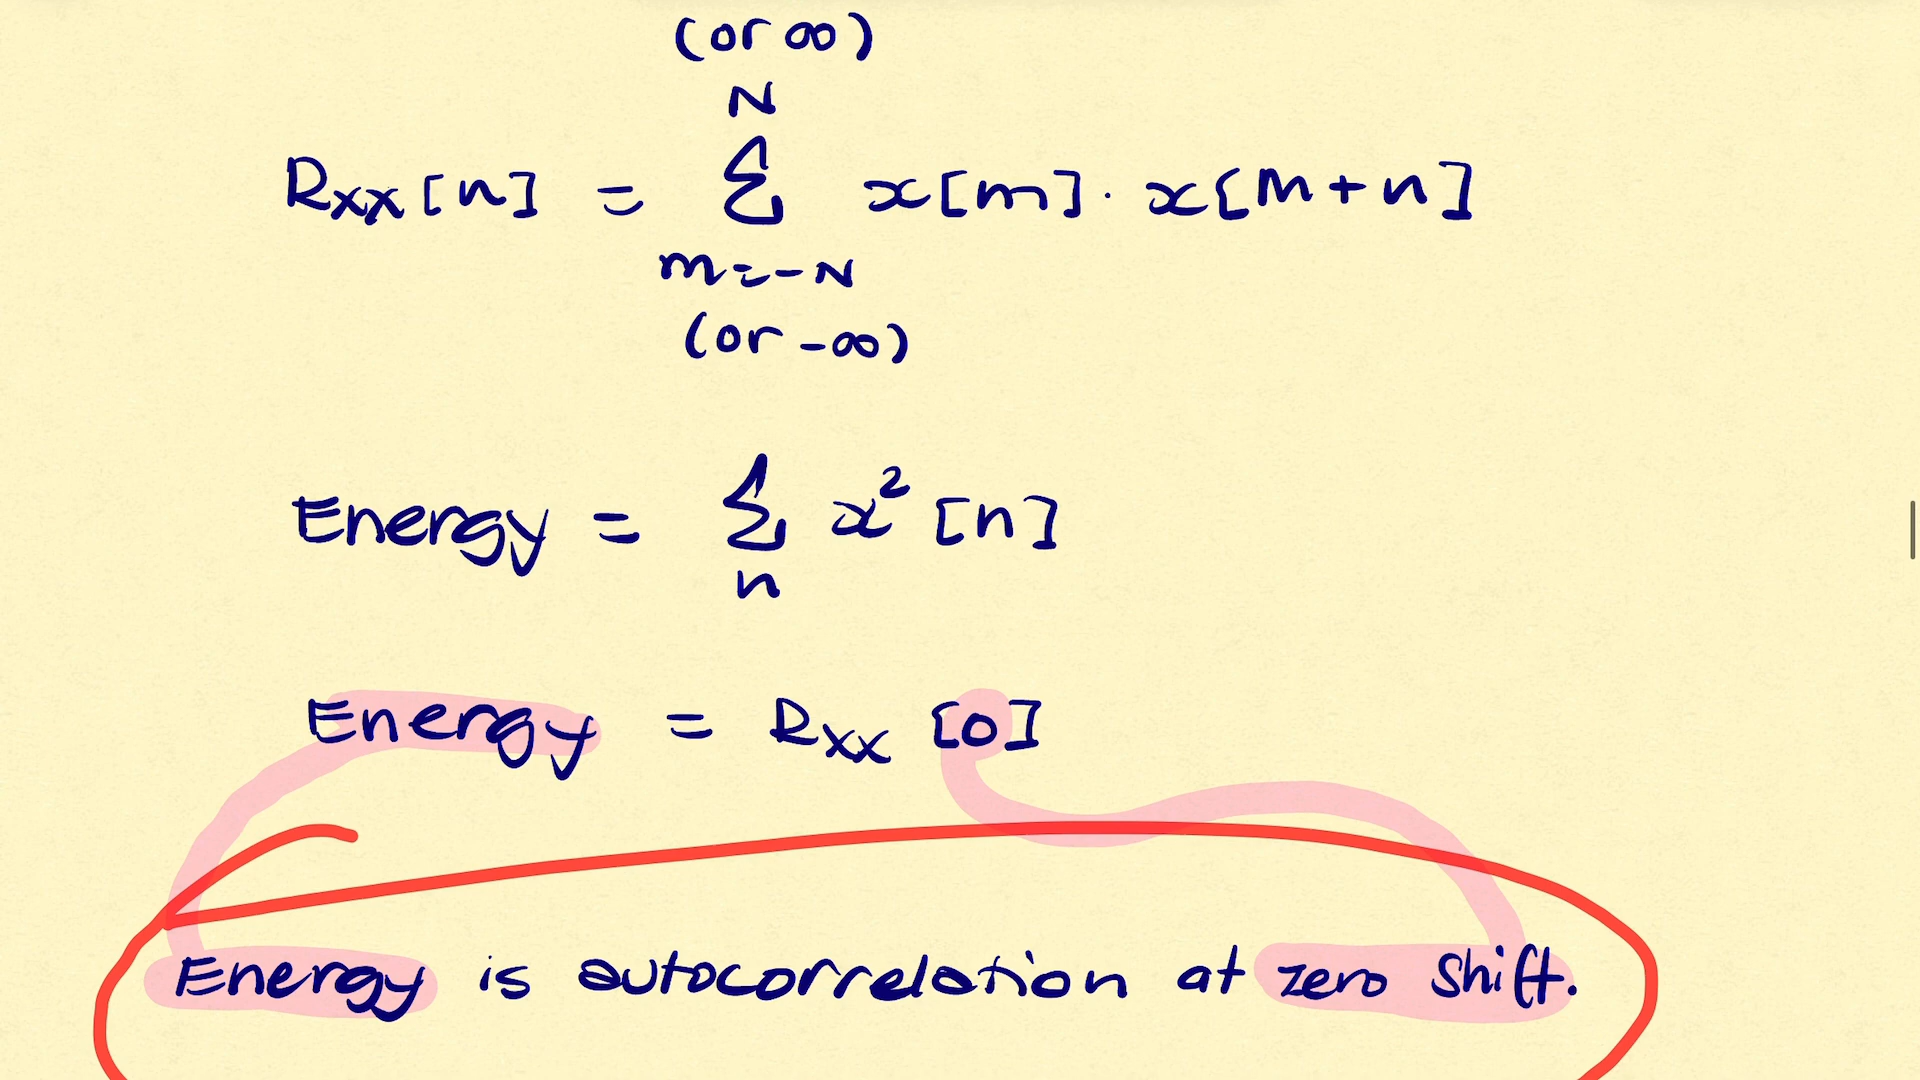 (or ∞)
N
Rxx[n] = Σ x[m] · x[m+n]
m=-N
(or -∞)
Energy = Σ x² [n]
n
Energy = Rxx [0]
Energy is autocorrelation at zero shift.